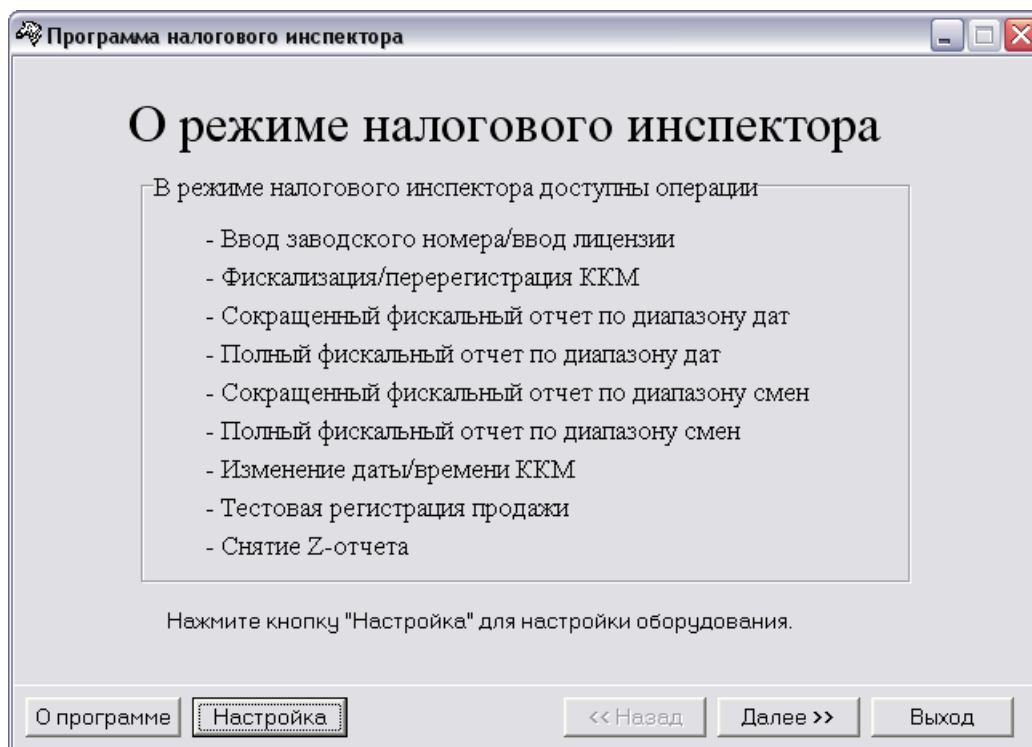 Программа налогового инспектора
О режиме налогового инспектора
В режиме налогового инспектора доступны операции
- Ввод заводского номера/ввод лицензии
- Фискализация/перерегистрация ККМ
- Сокращенный фискальный отчет по диапазону дат
- Полный фискальный отчет по диапазону дат
- Сокращенный фискальный отчет по диапазону смен
- Полный фискальный отчет по диапазону смен
- Изменение даты/времени ККМ
- Тестовая регистрация продажи
- Снятие Z-отчета
Нажмите кнопку "Настройка" для настройки оборудования.
О программе Настройка << Назад Далее >> Выход